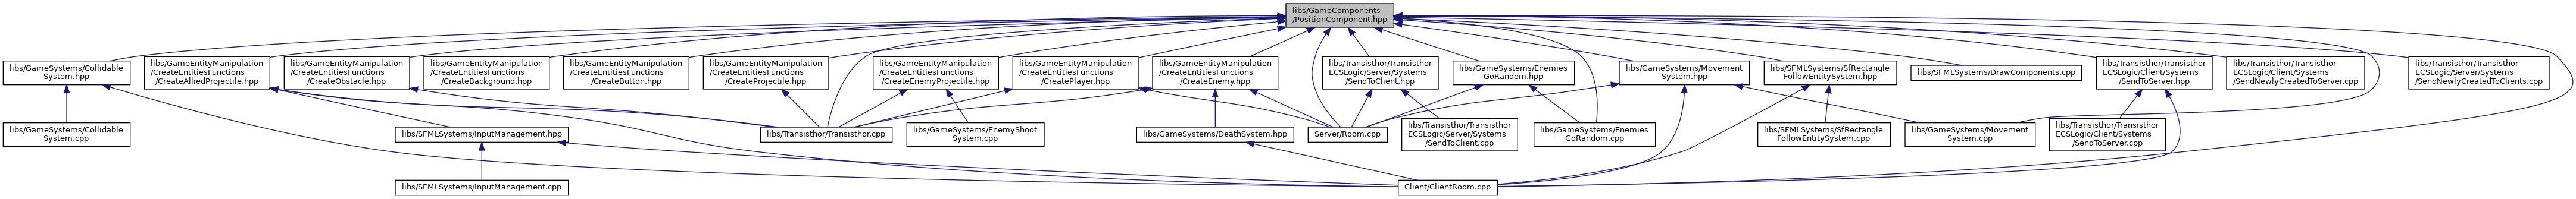 libs/GameComponents
/PositionComponent.hpp
libs/GameSystems/Collidable
System.hpp
libs/GameEntityManipulation
/CreateEntitiesFunctions
/CreateAlliedProjectile.hpp
libs/GameEntityManipulation
/CreateEntitiesFunctions
/CreateObstacle.hpp
libs/GameEntityManipulation
/CreateEntitiesFunctions
/CreateBackground.hpp
libs/GameEntityManipulation
/CreateEntitiesFunctions
/CreateButton.hpp
libs/GameEntityManipulation
/CreateEntitiesFunctions
/CreateProjectile.hpp
libs/GameEntityManipulation
/CreateEntitiesFunctions
/CreateEnemyProjectile.hpp
libs/GameEntityManipulation
/CreateEntitiesFunctions
/CreatePlayer.hpp
libs/GameEntityManipulation
/CreateEntitiesFunctions
/CreateEnemy.hpp
libs/Transisthor/Transisthor
ECSLogic/Server/Systems
/SendToClient.hpp
libs/GameSystems/Enemies
GoRandom.hpp
libs/GameSystems/Movement
System.hpp
libs/SFMLSystems/SfRectangle
FollowEntitySystem.hpp
libs/SFMLSystems/DrawComponents.cpp
libs/Transisthor/Transisthor
ECSLogic/Client/Systems
/SendToServer.hpp
libs/Transisthor/Transisthor
ECSLogic/Client/Systems
/SendNewlyCreatedToServer.cpp
libs/Transisthor/Transisthor
ECSLogic/Server/Systems
/SendNewlyCreatedToClients.cpp
libs/GameSystems/Collidable
System.cpp
libs/SFMLSystems/InputManagement.hpp
libs/Transisthor/Transisthor.cpp
libs/GameSystems/EnemyShoot
System.cpp
libs/GameSystems/DeathSystem.hpp
Server/Room.cpp
libs/Transisthor/Transisthor
ECSLogic/Server/Systems
/SendToClient.cpp
libs/GameSystems/Enemies
GoRandom.cpp
libs/SFMLSystems/SfRectangle
FollowEntitySystem.cpp
libs/GameSystems/Movement
System.cpp
libs/Transisthor/Transisthor
ECSLogic/Client/Systems
/SendToServer.cpp
libs/SFMLSystems/InputManagement.cpp
Client/ClientRoom.cpp